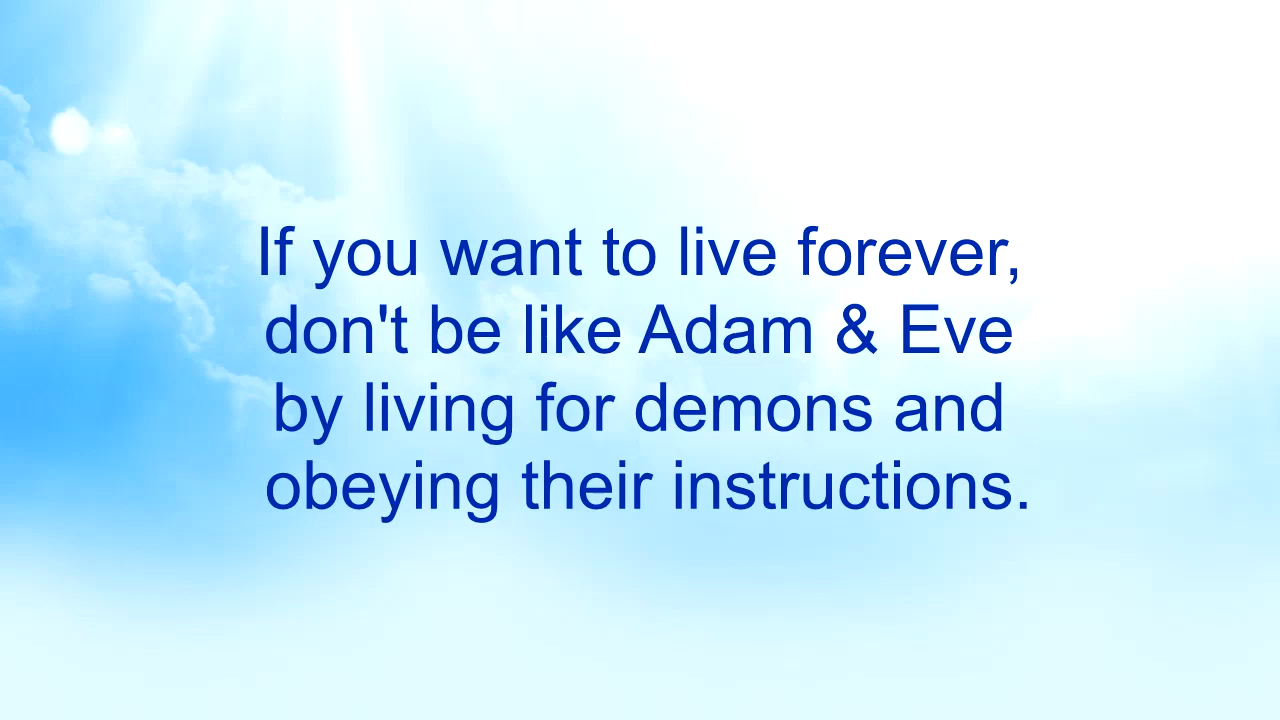 If you want to live forever,
don't be like Adam & Eve
by living for demons and
obeying their instructions.